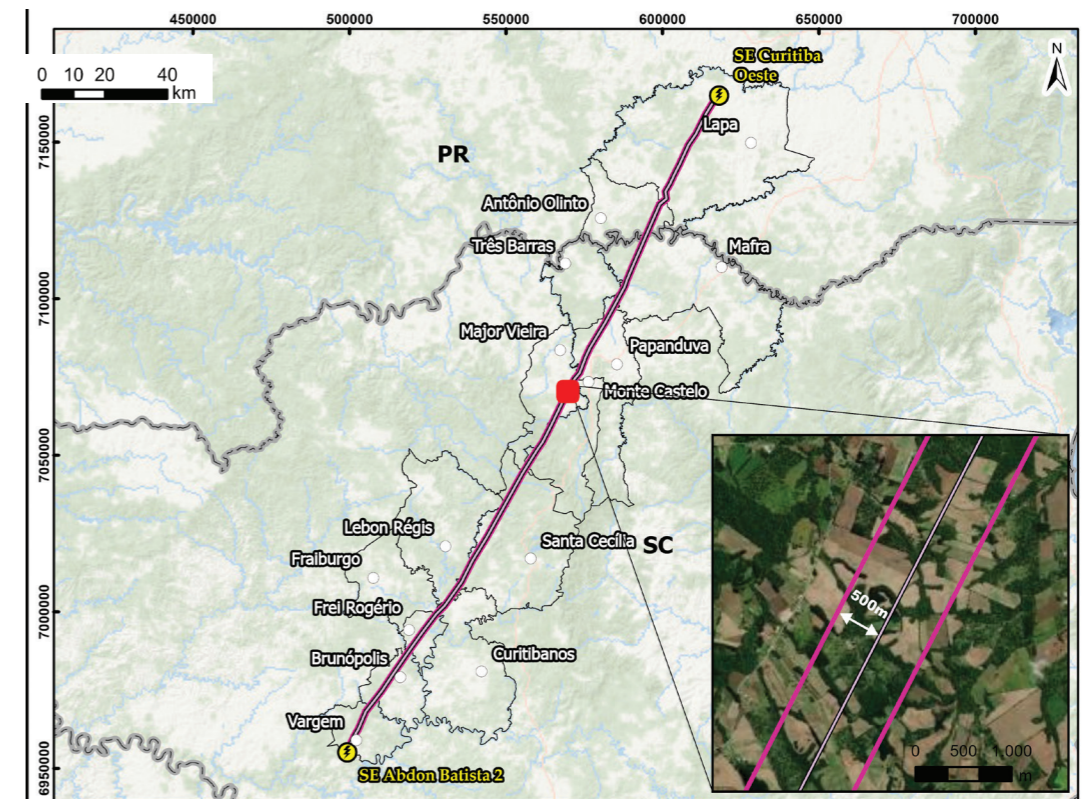 450000 500000 550000 600000 650000 700000
0 10 20 40
km
N
SE Curitiba
Oeste
Lapa
7150000
PR
Antônio Olinto
Três Barras
Mafra
7100000
Major Vieira
Papanduva
Monte Castelo
7050000
Lebon Régis
Santa Cecília
SC
Fraiburgo
Frei Rogério
7000000
Brunópolis
Curitibanos
Vargem
SE Abdon Batista 2
6950000
500m
0 500 1.000
m